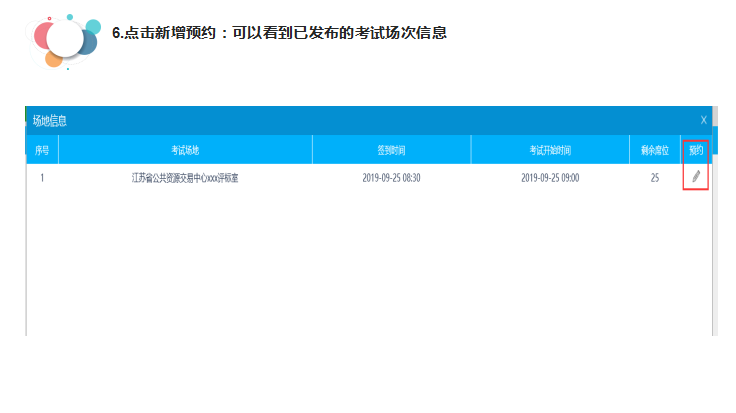 6.点击新增预约：可以看到已发布的考试场次信息
场地信息 X
序号 考试场地 签到时间 考试开始时间 剩余席位 预约
1 江苏省公共资源交易中心xxx评标室 2019-09-25 08:30 2019-09-25 09:00 25